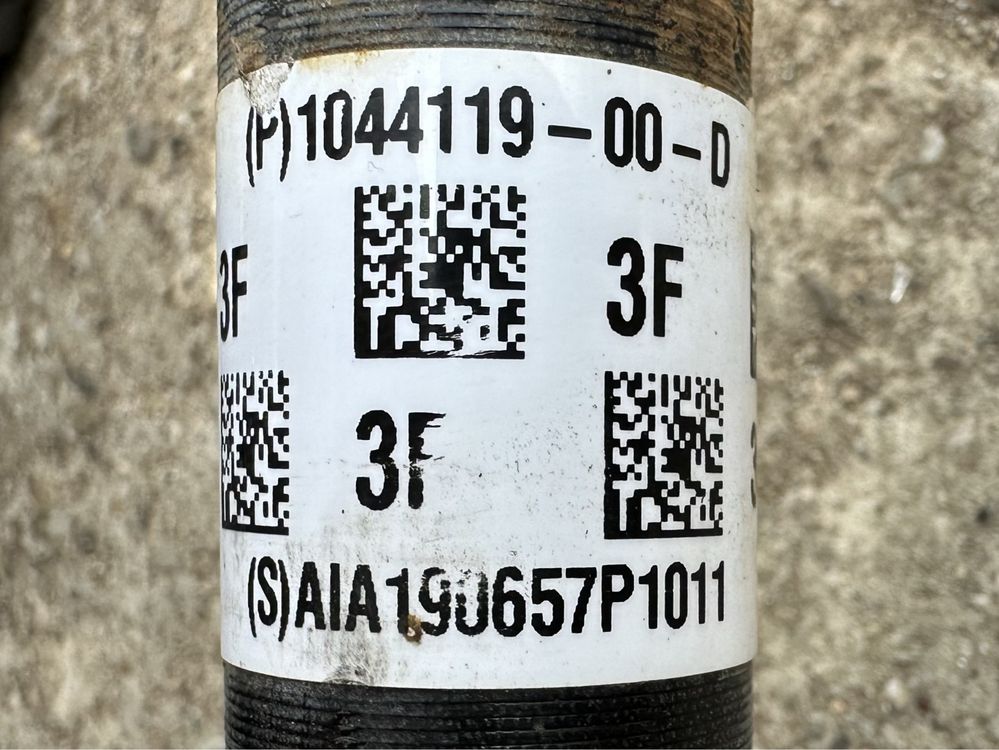 (P)1044119-00-D
3F 3F
3F
(S)AIA190657P1011